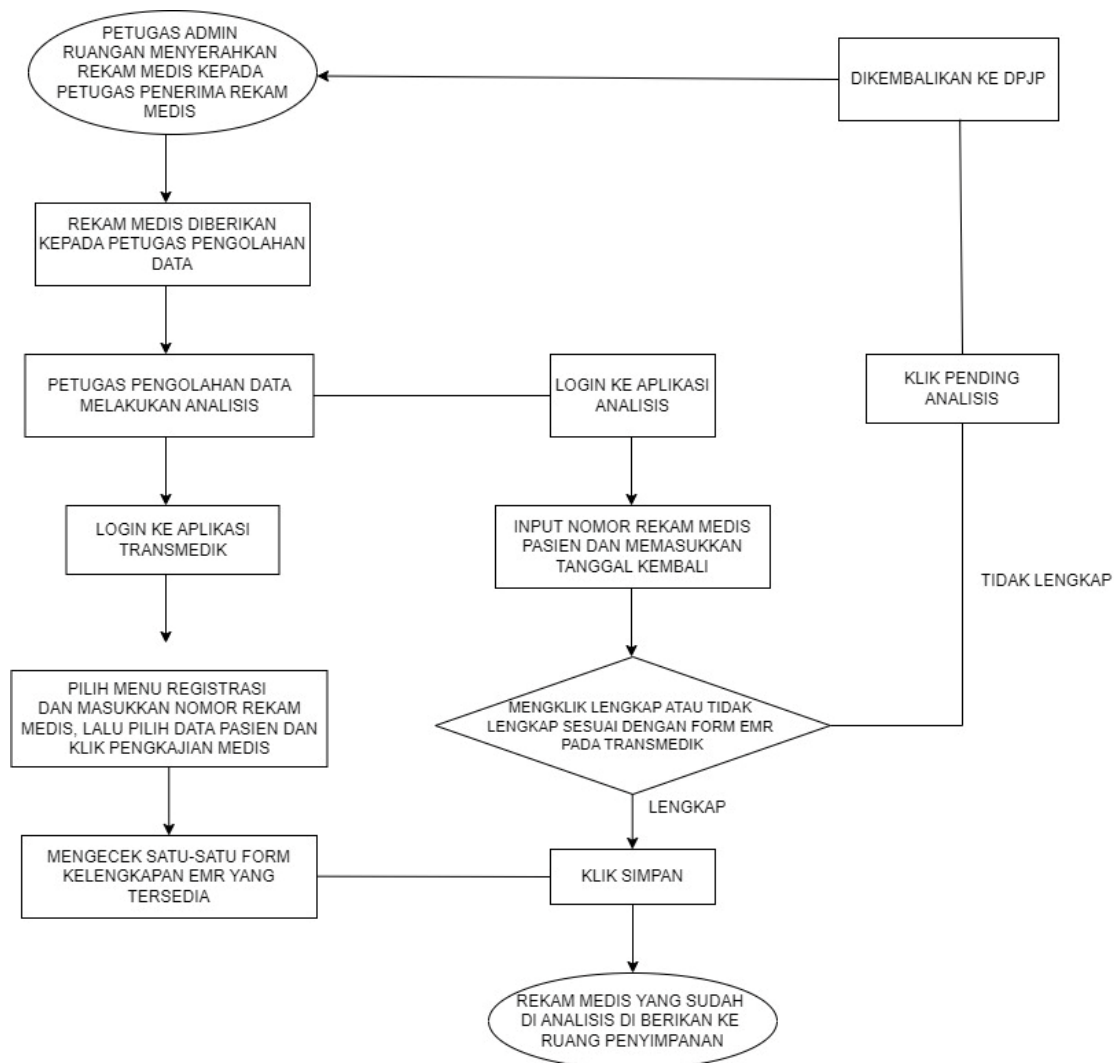 PETUGAS ADMIN
RUANGAN MENYERAHKAN
REKAM MEDIS KEPADA
PETUGAS PENERIMA REKAM
MEDIS
DIKEMBALIKAN KE DPJP
REKAM MEDIS DIBERIKAN
KEPADA PETUGAS PENGOLAHAN
DATA
PETUGAS PENGOLAHAN DATA
MELAKUKAN ANALISIS
LOGIN KE APLIKASI
ANALISIS
KLIK PENDING
ANALISIS
LOGIN KE APLIKASI
TRANSMEDIK
INPUT NOMOR REKAM MEDIS
PASIEN DAN MEMASUKKAN
TANGGAL KEMBALI
TIDAK LENGKAP
PILIH MENU REGISTRASI
DAN MASUKKAN NOMOR REKAM
MEDIS, LALU PILIH DATA PASIEN DAN
KLIK PENGKAJIAN MEDIS
MENGKLIK LENGKAP ATAU TIDAK
LENGKAP SESUAI DENGAN FORM EMR
PADA TRANSMEDIK
LENGKAP
MENGECEK SATU-SATU FORM
KELENGKAPAN EMR YANG
TERSEDIA
KLIK SIMPAN
REKAM MEDIS YANG SUDAH
DI ANALISIS DI BERIKAN KE
RUANG PENYIMPANAN